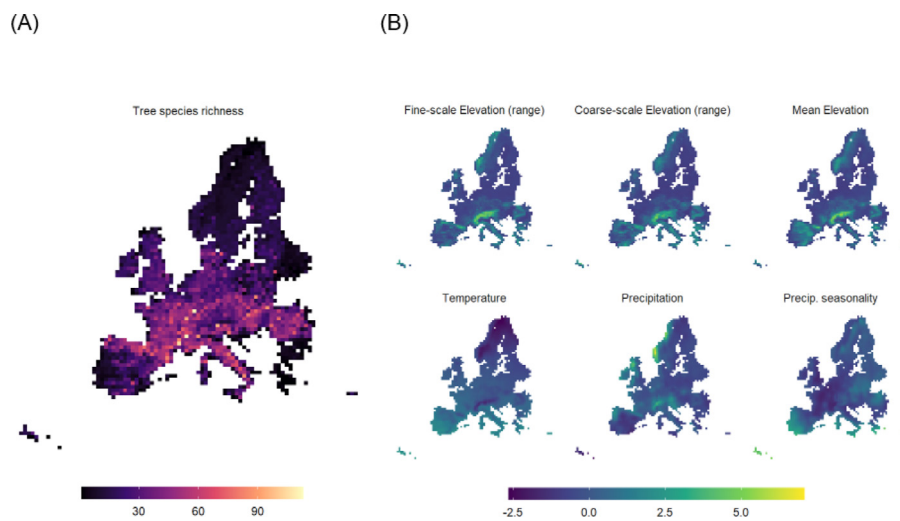 (A)
(B)
Tree species richness
Fine-scale Elevation (range)
Coarse-scale Elevation (range)
Mean Elevation
Temperature
Precipitation
Precip. seasonality
30
60
90
-2.5
0.0
2.5
5.0